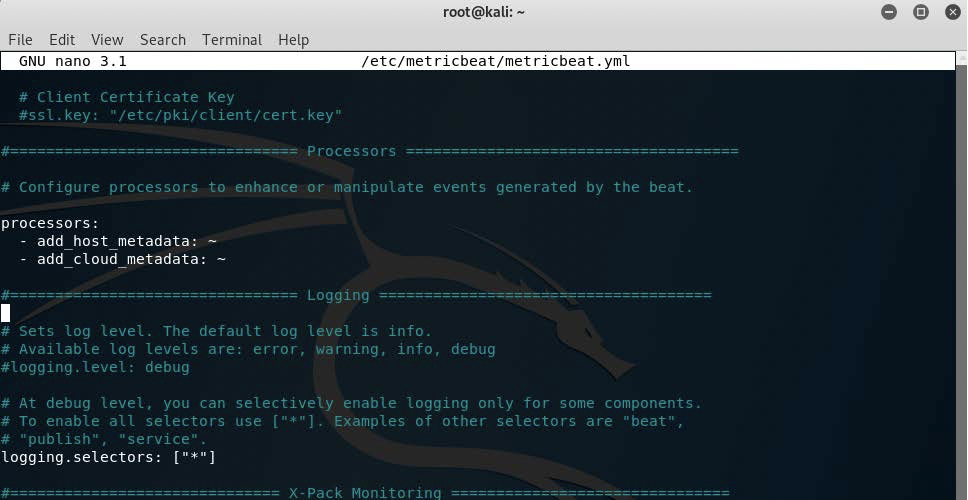 root@kali: ~
File Edit View Search Terminal Help
GNU nano 3.1 /etc/metricbeat/metricbeat.yml
# Client Certificate Key
#ssl.key: "/etc/pki/client/cert.key"
#================================ Processors =====================================
# Configure processors to enhance or manipulate events generated by the beat.
processors:
- add_host_metadata: ~
- add_cloud_metadata: ~
#================================ Logging =====================================
# Sets log level. The default log level is info.
# Available log levels are: error, warning, info, debug
#logging.level: debug
# At debug level, you can selectively enable logging only for some components.
# To enable all selectors use ["*"]. Examples of other selectors are "beat",
# "publish", "service".
logging.selectors: ["*"]
#============================== X-Pack Monitoring ===============================